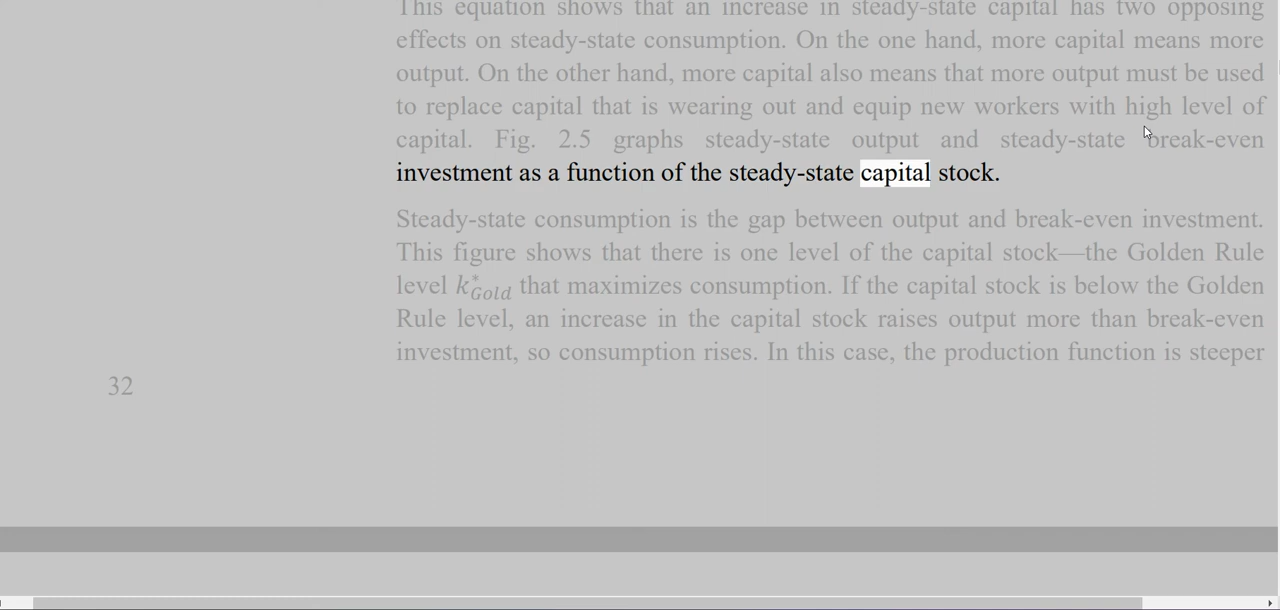 This equation shows that an increase in steady-state capital has two opposing
effects on steady-state consumption. On the one hand, more capital means more
output. On the other hand, more capital also means that more output must be used
to replace capital that is wearing out and equip new workers with high level of
capital. Fig. 2.5 graphs steady-state output and steady-state break-even
investment as a function of the steady-state capital stock.
Steady-state consumption is the gap between output and break-even investment.
This figure shows that there is one level of the capital stock—the Golden Rule
level k*Gold that maximizes consumption. If the capital stock is below the Golden
Rule level, an increase in the capital stock raises output more than break-even
investment, so consumption rises. In this case, the production function is steeper
32